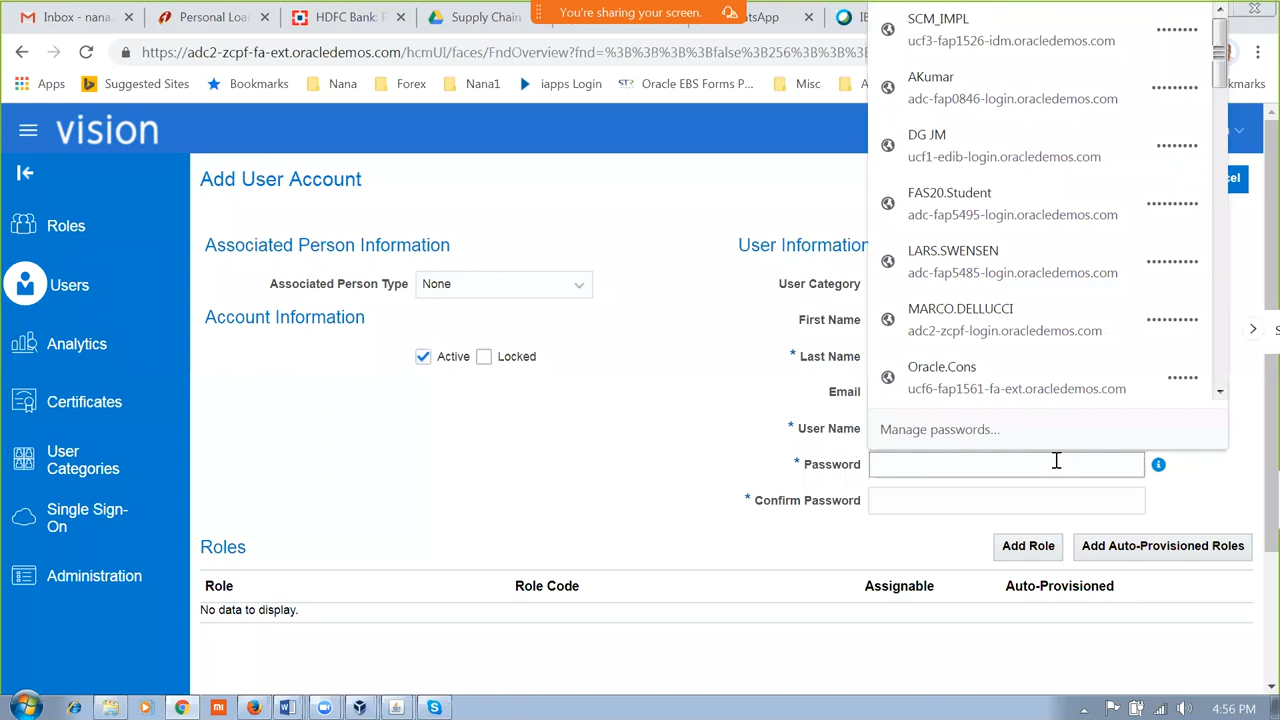 Inbox - nana.
Personal Loa
HDFC Bank: E
Supply Chain
You're sharing your screen.
https://adc2-zcpf-fa-ext.oracledemos.com/hcmUI/faces/FndOverview?fnd=%3B%3B%3B%3Bfalse%3B256%3B%3B%
Apps
Suggested Sites
Bookmarks
Nana
Forex
Nana1
iapps Login
Oracle EBS Forms P...
Misc
vision
SCM_IMPL
ucf3-fap1526-idm.oracledemos.com
•••••••••
AKumar
adc-fap0846-login.oracledemos.com
••••••••••
DG JM
ucf1-edib-login.oracledemos.com
•••••••••
FAS20.Student
adc-fap5495-login.oracledemos.com
•••••••••••
LARS.SWENSEN
adc-fap5485-login.oracledemos.com
••••••••••
MARCO.DELLUCCI
adc2-zcpf-login.oracledemos.com
•••••••••••
Oracle.Cons
ucf6-fap1561-fa-ext.oracledemos.com
••••••
Manage passwords...
Roles
Users
Analytics
Certificates
User
Categories
Single Sign-
On
Administration
Add User Account
Associated Person Information
Associated Person Type None
Account Information
Active Locked
User Information
User Category
First Name
* Last Name
Email
* User Name
* Password
* Confirm Password
Roles
Add Role
Add Auto-Provisioned Roles
Role Role Code Assignable Auto-Provisioned
No data to display.
4:56 PM